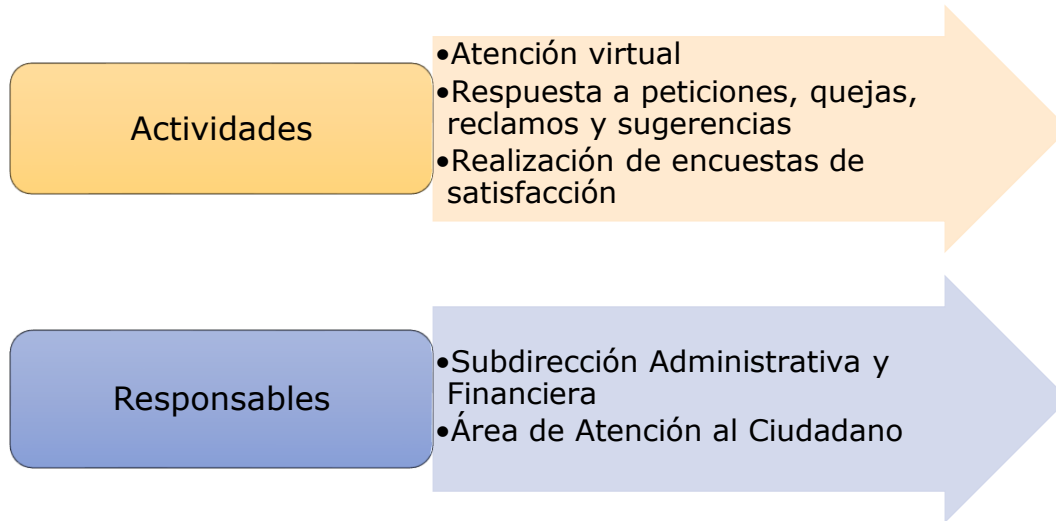 Actividades
•Atención virtual
•Respuesta a peticiones, quejas,
reclamos y sugerencias
•Realización de encuestas de
satisfacción
Responsables
•Subdirección Administrativa y
Financiera
•Área de Atención al Ciudadano